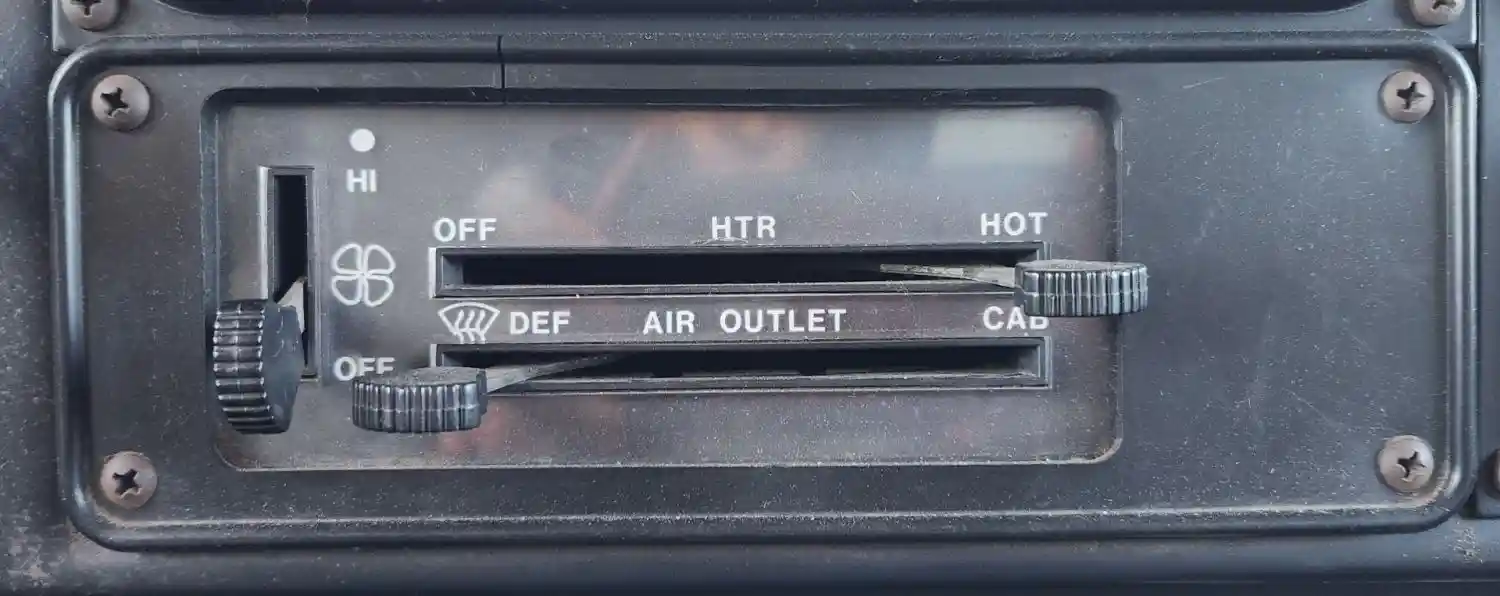 HI
OFF HTR HOT
DEF AIR OUTLET CAB
OFF